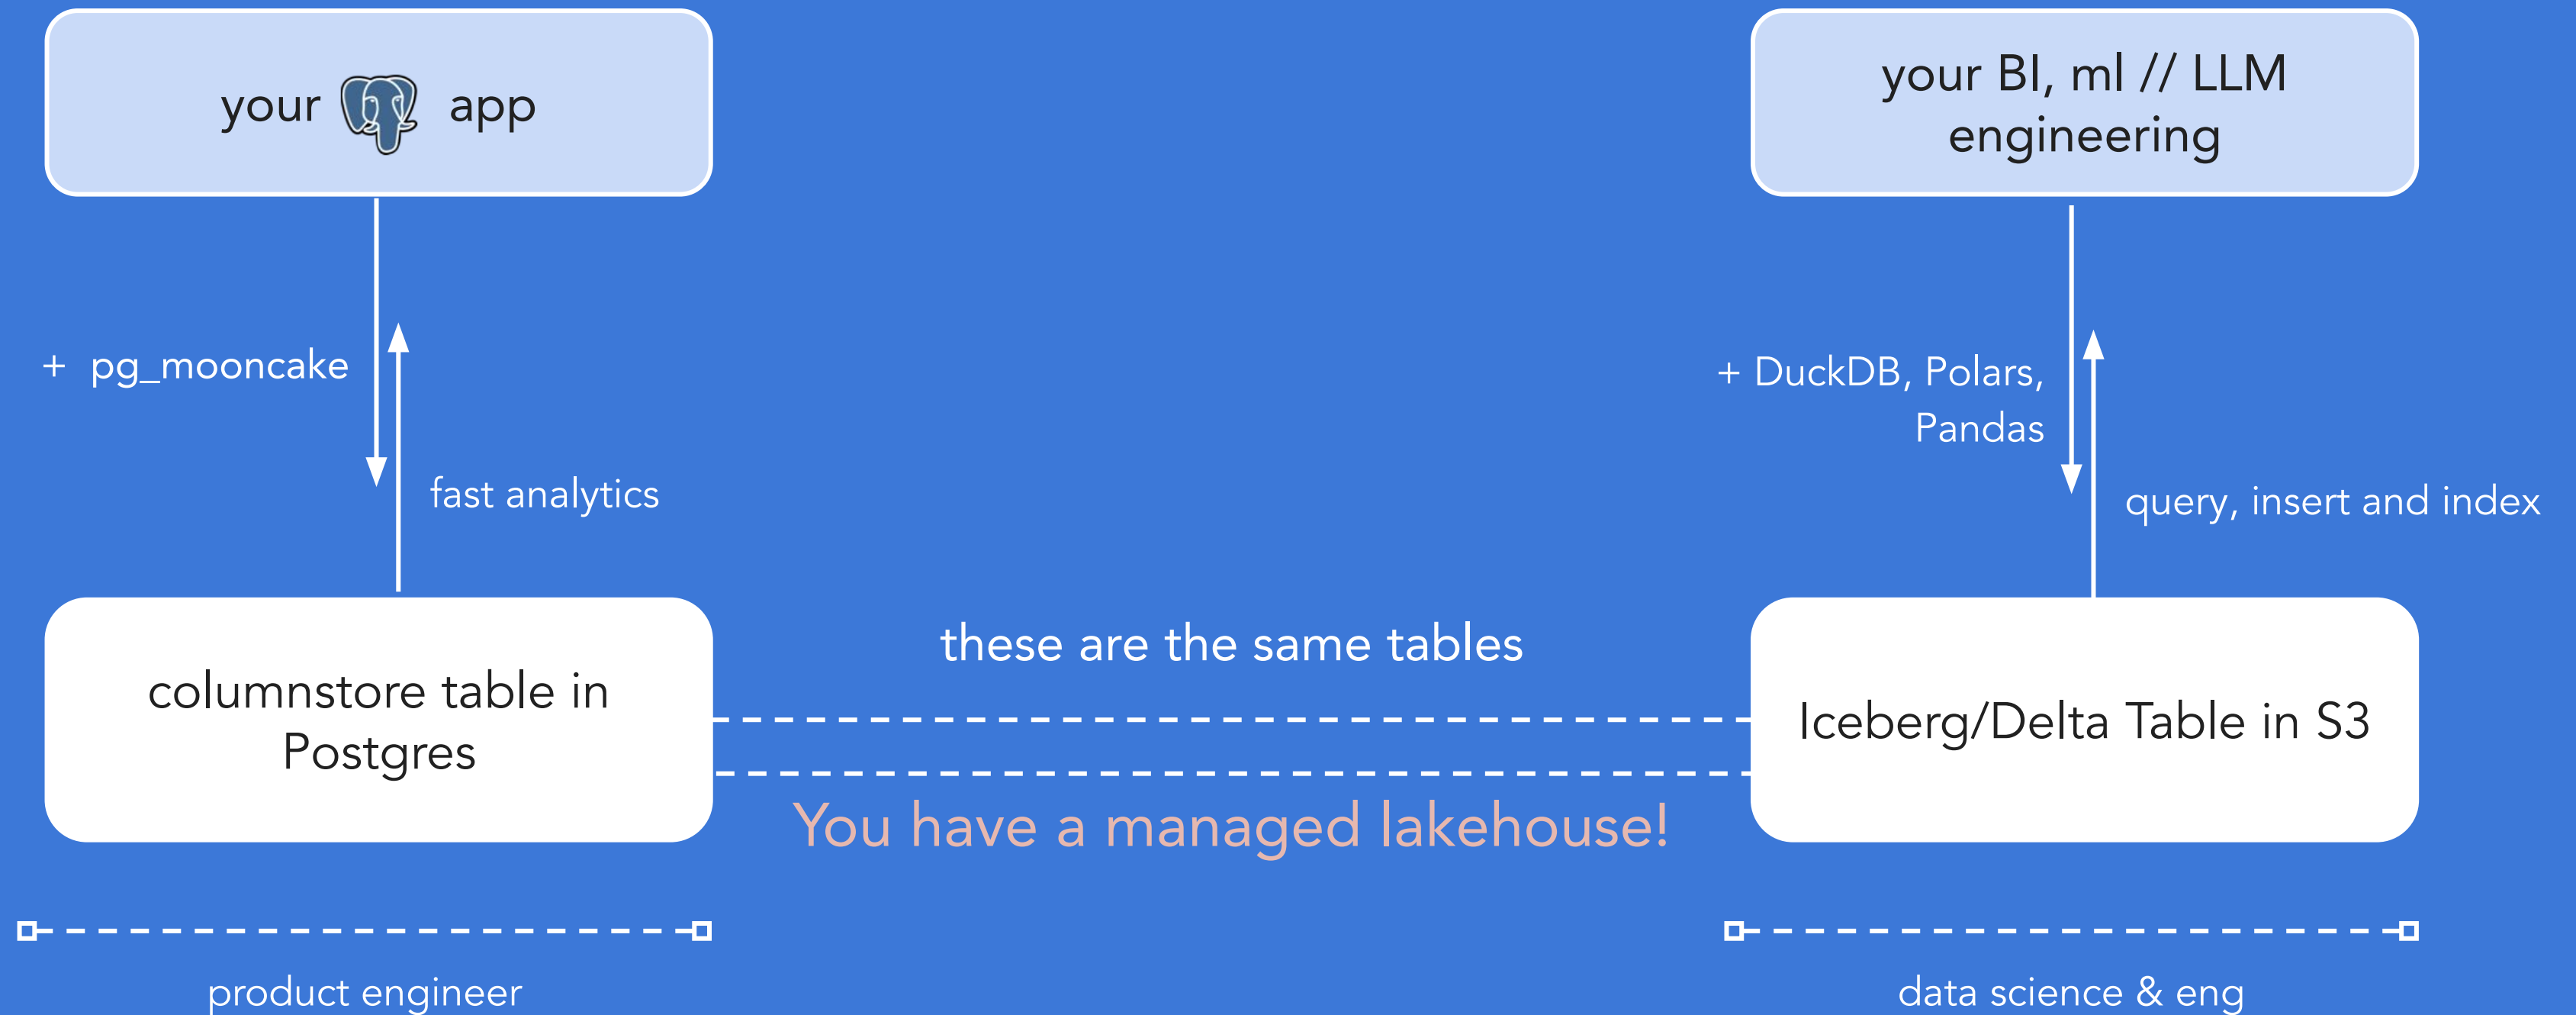 your app
your BI, ml // LLM
engineering
+ pg_mooncake
fast analytics
+ DuckDB, Polars,
Pandas
query, insert and index
columnstore table in
Postgres
these are the same tables
You have a managed lakehouse!
Iceberg/Delta Table in S3
product engineer
data science & eng